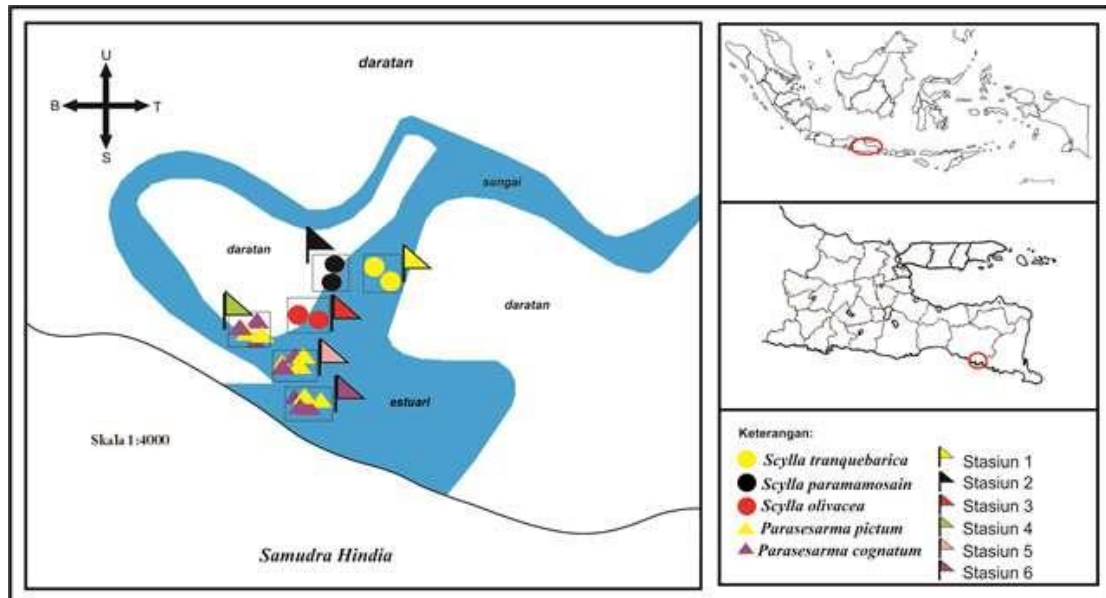 U
B
T
S
daratan
sungai
daratan
daratan
estuari
Skala 1:4000
Samudra Hindia
Keterangan:
Scylla tranquebarica
Scylla paramamosain
Scylla olivacea
Parasesarma pictum
Parasesarma cognatum
Stasiun 1
Stasiun 2
Stasiun 3
Stasiun 4
Stasiun 5
Stasiun 6